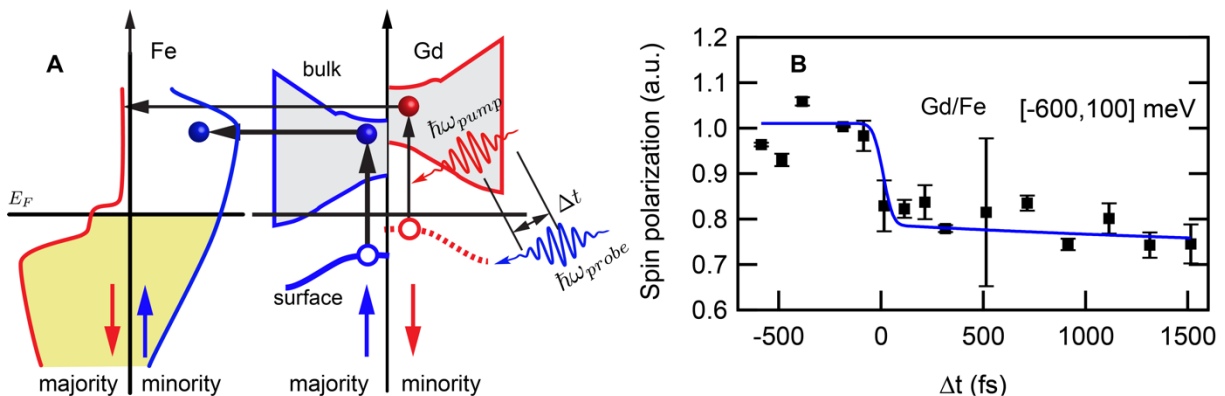 A
Fe
bulk
Gd
ℏω_pump
E_F
Δt
ℏω_probe
surface
majority
minority
majority
minority
B
Gd/Fe
[-600,100] meV
Spin polarization (a.u.)
1.2
1.1
1.0
0.9
0.8
0.7
0.6
-500
0
500
1000
1500
Δt (fs)